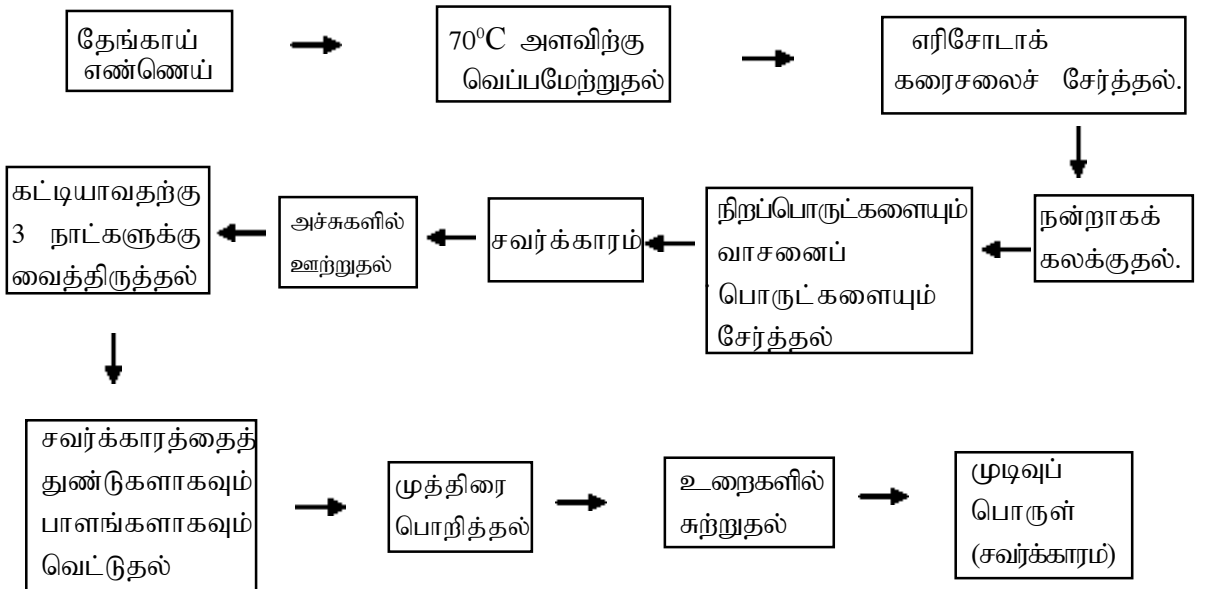 தேங்காய்
எண்ணெய்
70⁰C அளவிற்கு
வெப்பமேற்றுதல்
எரிசோடாக்
கரைசலைச் சேர்த்தல்.
நன்றாகக்
கலக்குதல்.
நிறப்பொருட்களையும்
வாசனைப்
பொருட்களையும்
சேர்த்தல்
சவர்க்காரம்
அச்சுகளில்
ஊற்றுதல்
கட்டியாவதற்கு
3 நாட்களுக்கு
வைத்திருத்தல்
சவர்க்காரத்தைத்
துண்டுகளாகவும்
பாளங்களாகவும்
வெட்டுதல்
முத்திரை
பொறித்தல்
உறைகளில்
சுற்றுதல்
முடிவுப்
பொருள்
(சவர்க்காரம்)